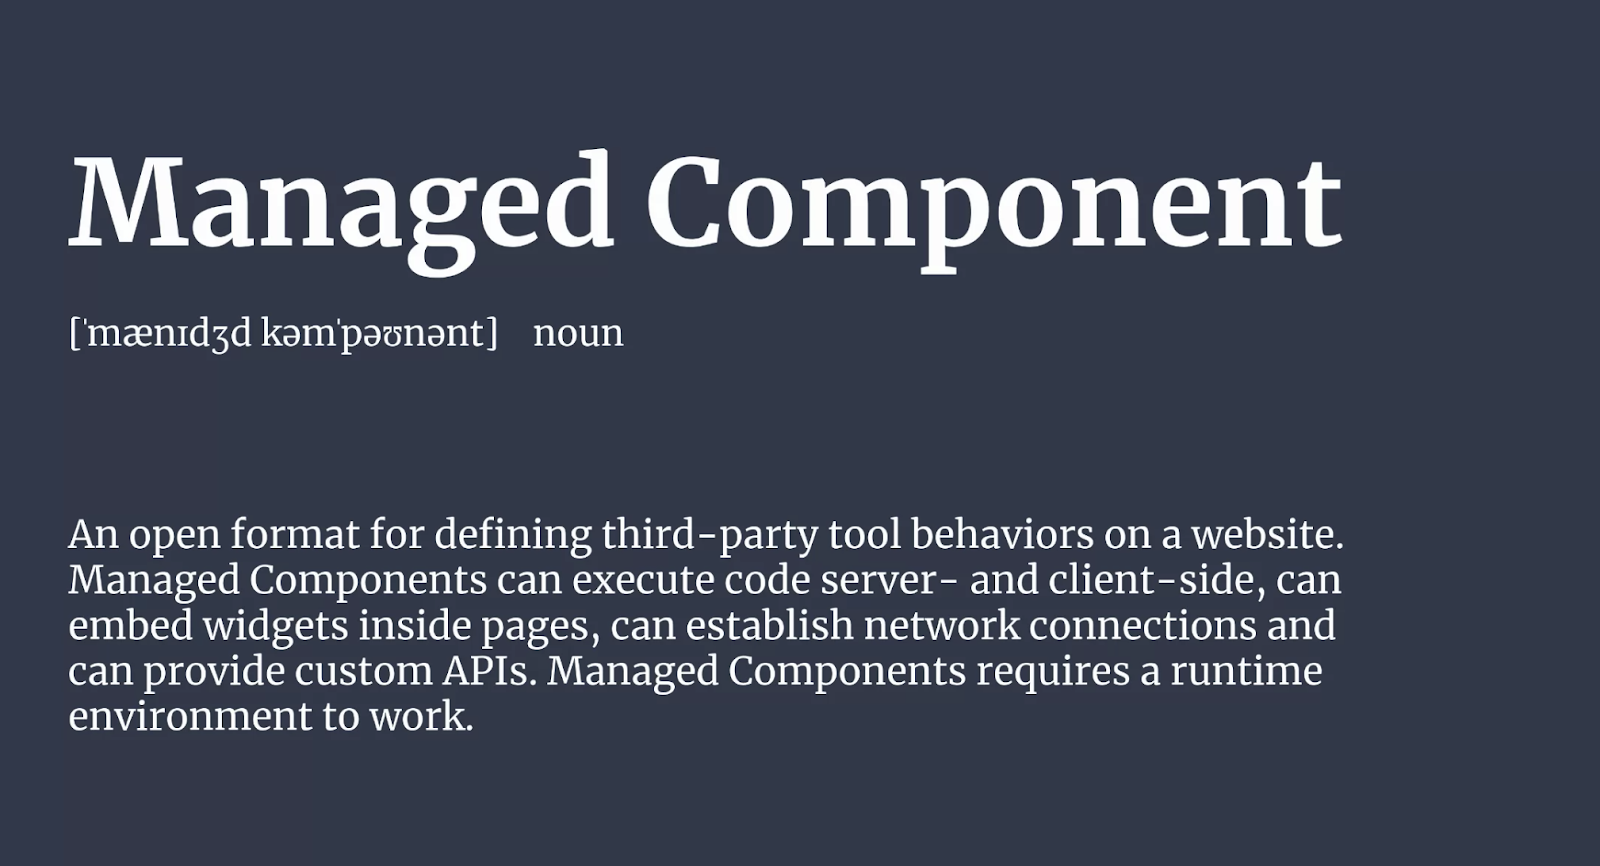 Managed Component
[ˈmænɪdʒd kəmˈpəʊnənt] noun
An open format for defining third-party tool behaviors on a website.
Managed Components can execute code server- and client-side, can
embed widgets inside pages, can establish network connections and
can provide custom APIs. Managed Components requires a runtime
environment to work.